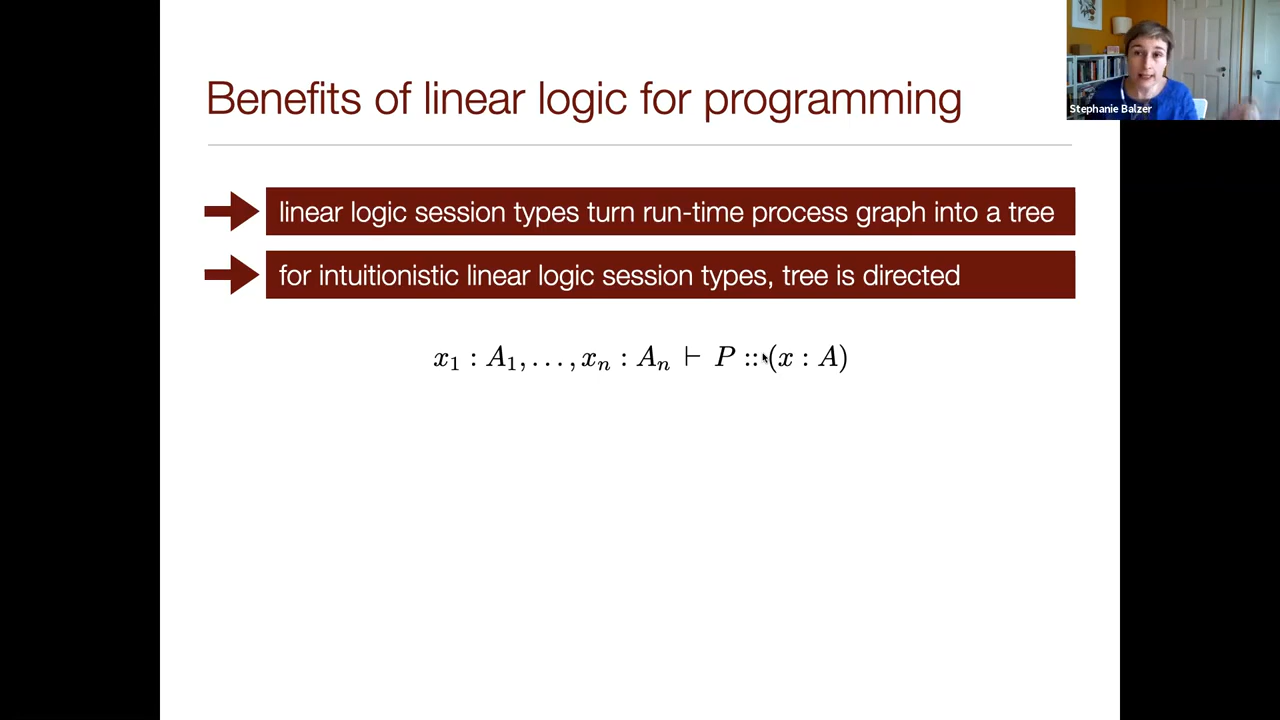 Benefits of linear logic for programming
Stephanie Balzer
linear logic session types turn run-time process graph into a tree
for intuitionistic linear logic session types, tree is directed
x₁ : A₁, . . . , xₙ : Aₙ ⊢ P :: (x : A)